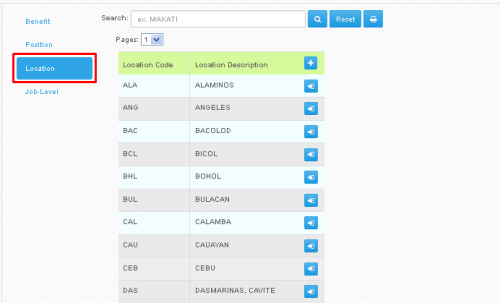 Benefit
Position
Location
Job-Level
Search: ex. MAKATI Reset
Pages: 1
Location Code Location Description
ALA ALAMINOS
ANG ANGELES
BAC BACOLOD
BCL BICOL
BHL BOHOL
BUL BULACAN
CAL CALAMBA
CAU CAUAYAN
CEB CEBU
DAS DASMARINAS, CAVITE